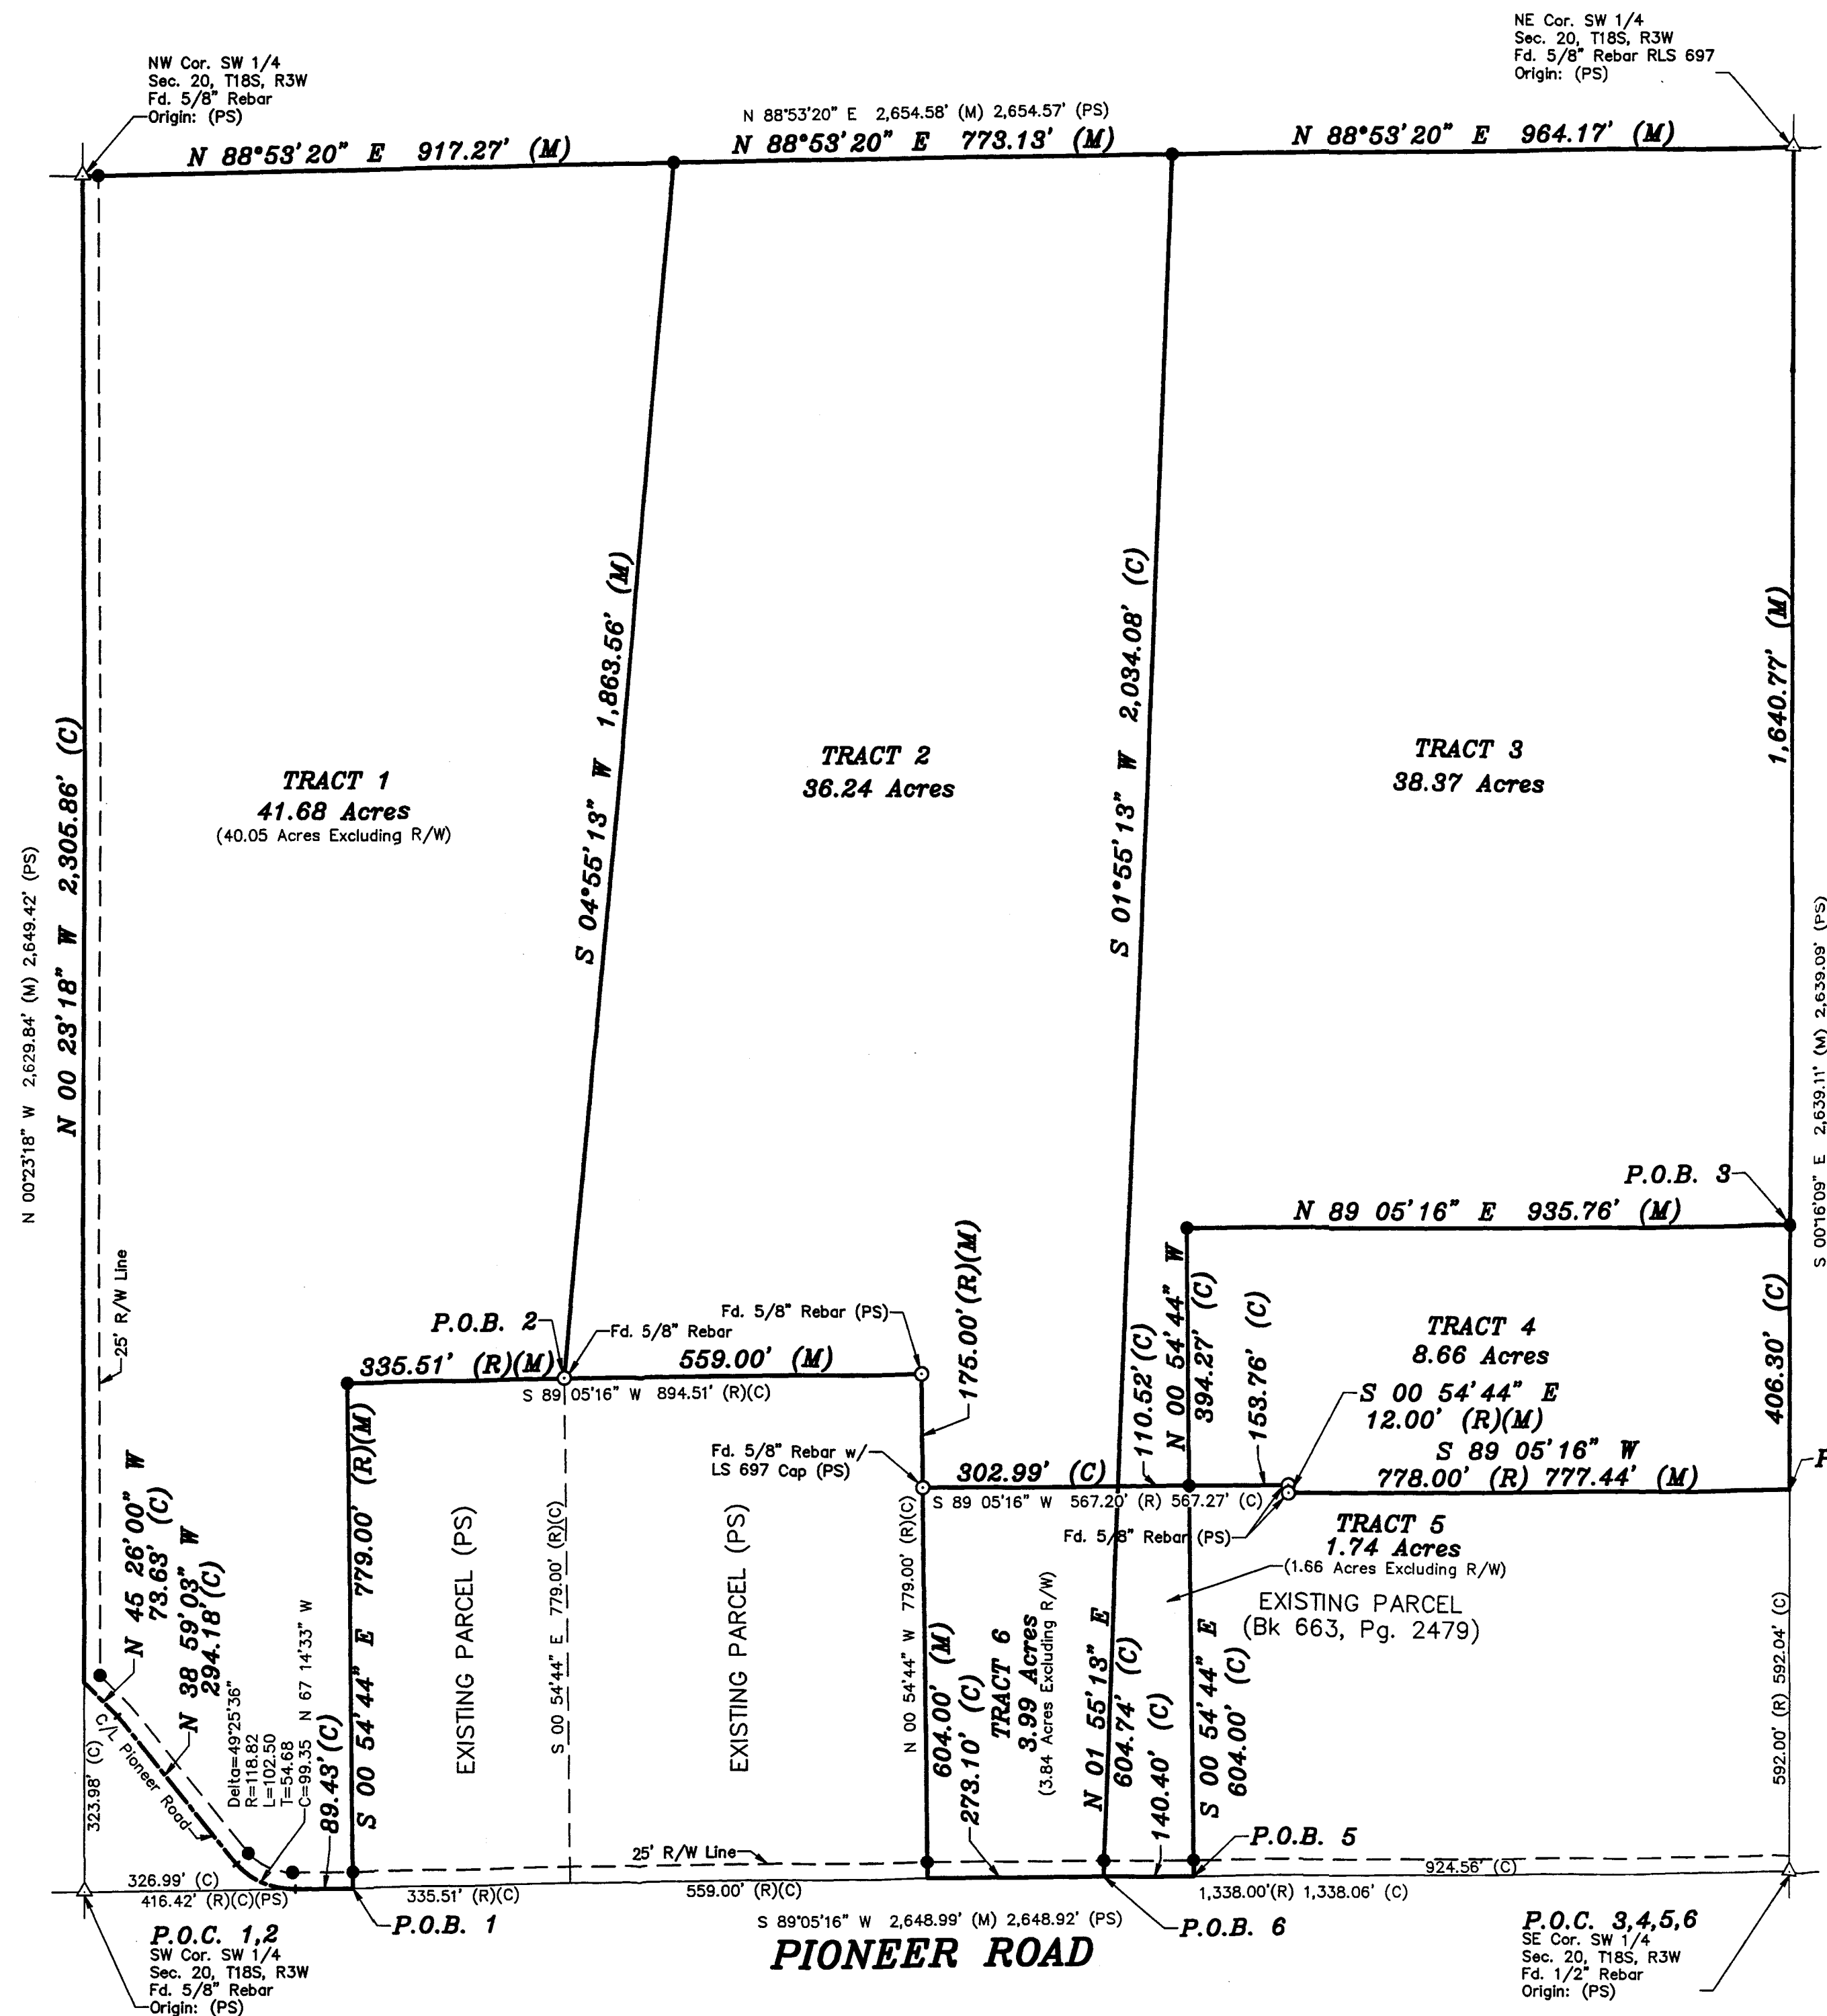 NW Cor. SW 1/4
Sec. 20, T18S, R3W
Fd. 5/8" Rebar
Origin: (PS)
NE Cor. SW 1/4
Sec. 20, T18S, R3W
Fd. 5/8" Rebar RLS 697
Origin: (PS)
N 88°53'20" E 2,654.58' (M) 2,654.57' (PS)
N 88°53'20" E 917.27' (M)
N 88°53'20" E 773.13' (M)
N 88°53'20" E 964.17' (M)
N 00°23'18" W 2,629.84' (M) 2,649.42' (PS)
N 00 23'18" W 2,305.86' (C)
25' R/W Line
TRACT 1
41.68 Acres
(40.05 Acres Excluding R/W)
S 04°55'13" W 1,863.56' (M)
TRACT 2
36.24 Acres
S 01°55'13" W 2,034.08' (C)
TRACT 3
38.37 Acres
1,640.77' (M)
S 00°16'09" E 2,639.11' (M) 2,639.09' (PS)
P.O.B. 3
N 89 05'16" E 935.76' (M)
P.O.B. 2
Fd. 5/8" Rebar
Fd. 5/8" Rebar (PS)
175.00' (R)(M)
335.51' (R)(M)
559.00' (M)
S 89 05'16" W 894.51' (R)(C)
110.52' (C)
N 00 54'44" W
394.27' (C)
153.76' (C)
TRACT 4
8.66 Acres
S 00 54'44" E
12.00' (R)(M)
S 89 05'16" W
778.00' (R) 777.44' (M)
406.30' (C)
P
Fd. 5/8" Rebar w/
LS 697 Cap (PS)
302.99' (C)
S 89 05'16" W 567.20' (R) 567.27' (C)
Fd. 5/8" Rebar (PS)
TRACT 5
1.74 Acres
(1.66 Acres Excluding R/W)
EXISTING PARCEL
(Bk 663, Pg. 2479)
N 45 26'00" W
73.63' (C)
N 38 59'03" W
294.18' (C)
Delta=49°25'36"
R=118.82
L=102.50
T=54.68
C=99.35 N 67 14'33" W
89.43' (C)
S 00 54'44" E 779.00' (R)(M)
EXISTING PARCEL (PS)
S 00 54'44" E 779.00' (R)(C)
EXISTING PARCEL (PS)
N 00 54'44" W 779.00' (R)(C)
604.00' (M)
273.10' (C)
TRACT 6
3.99 Acres
(3.84 Acres Excluding R/W)
N 01 55'13" E
604.74' (C)
140.40' (C)
S 00 54'44" E
604.00' (C)
592.00' (R) 592.04' (C)
323.98' (C)
C/L Pioneer Road
25' R/W Line
P.O.B. 5
326.99' (C)
924.56' (C)
416.42' (R)(C)(PS)
335.51' (R)(C)
559.00' (R)(C)
1,338.00'(R) 1,338.06' (C)
P.O.B. 1
S 89°05'16" W 2,648.99' (M) 2,648.92' (PS)
P.O.B. 6
PIONEER ROAD
P.O.C. 1,2
SW Cor. SW 1/4
Sec. 20, T18S, R3W
Fd. 5/8" Rebar
Origin: (PS)
P.O.C. 3,4,5,6
SE Cor. SW 1/4
Sec. 20, T18S, R3W
Fd. 1/2" Rebar
Origin: (PS)